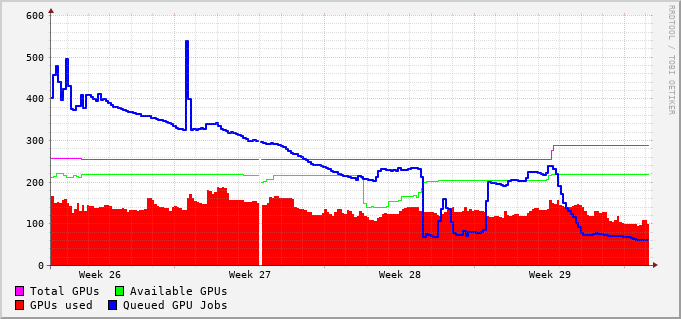 600
500
400
300
200
100
0
Week 26 Week 27 Week 28 Week 29
Total GPUs Available GPUs
GPUs used Queued GPU Jobs
RRDTOOL / TOBI OETIKER